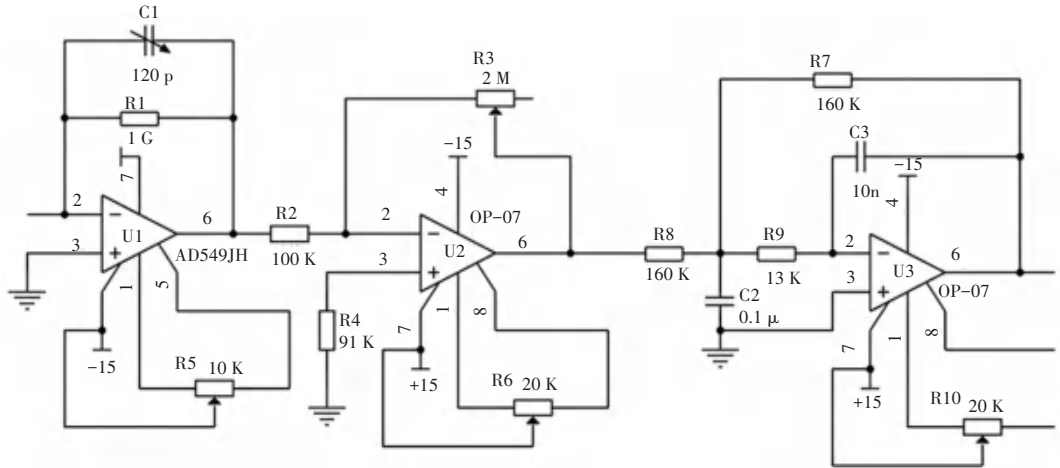 C1
120 p
R1
1 G
7
2
6
3
U1
AD549JH
1
5
-15
R5
10 K
R2
100 K
R3
2 M
-15
4
OP-07
2
6
3
U2
R4
91 K
7
1
8
+15
R6
20 K
R7
160 K
C3
10n
-15
4
R8
160 K
R9
13 K
2
6
3
U3
OP-07
C2
0.1 μ
7
1
8
+15
R10
20 K